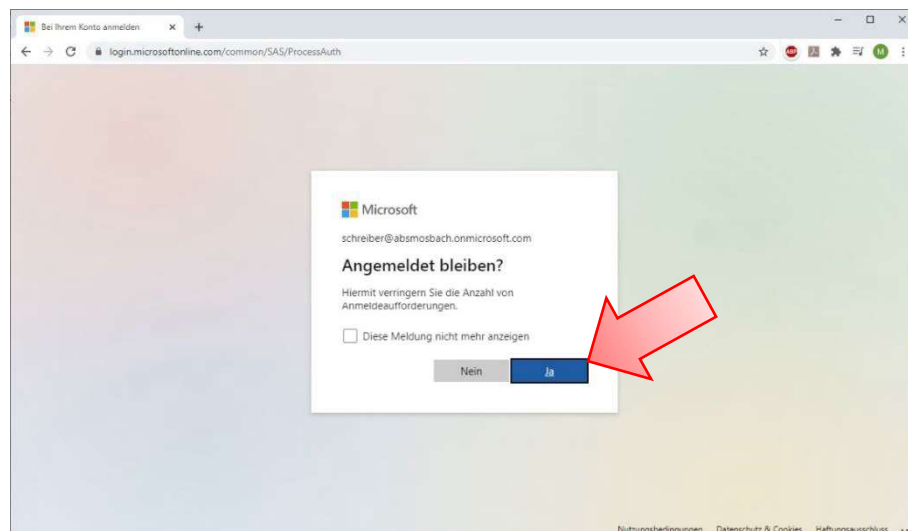 Bei Ihrem Konto anmelden
login.microsoftonline.com/common/SAS/ProcessAuth
ABP
M
Microsoft
schreiber@absmosbach.onmicrosoft.com
Angemeldet bleiben?
Hiermit verringern Sie die Anzahl von
Anmeldeaufforderungen.
Diese Meldung nicht mehr anzeigen
Nein Ja
Nutzungsbedingungen Datenschutz & Cookies Haftungsausschluss